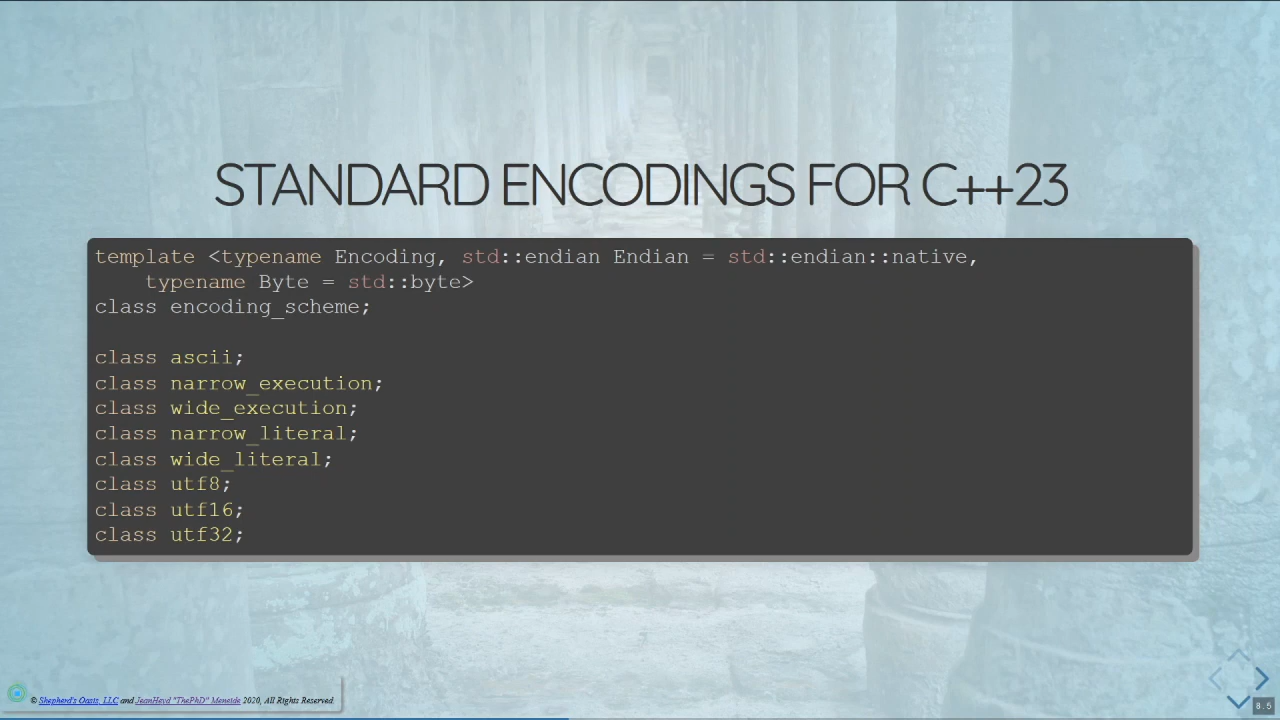 STANDARD ENCODINGS FOR C++23
template <typename Encoding, std::endian Endian = std::endian::native,
    typename Byte = std::byte>
class encoding_scheme;

class ascii;
class narrow_execution;
class wide_execution;
class narrow_literal;
class wide_literal;
class utf8;
class utf16;
class utf32;
© Shepherd's Oasis, LLC and JeanHeyd "ThePhD" Meneide 2020, All Rights Reserved.
8.5